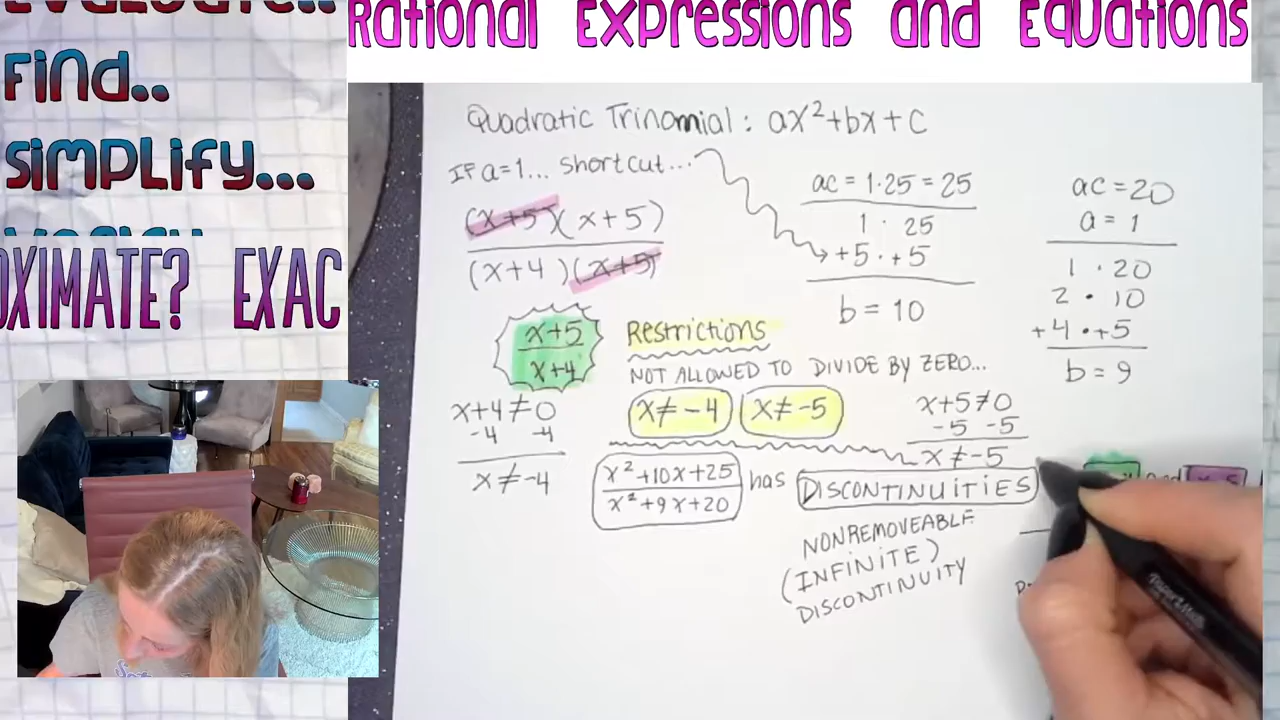 Find..
simplify...
OXIMATE? EXAC
Rational Expressions and Equations
Quadratic Trinomial: ax²+bx+c
IF a=1... shortcut...
(x+5)(x+5)
(x+4)(x+5)
x+5
x+4
x+4≠0
-4 -4
x≠-4
Restrictions
NOT ALLOWED TO DIVIDE BY ZERO...
x≠-4 x≠-5
ac = 1·25 = 25
1 · 25
+5 · +5
b = 10
ac = 20
a = 1
1 · 20
2 · 10
+4 · +5
b = 9
x+5≠0
-5 -5
x≠-5
x²+10x+25
x²+9x+20
has DISCONTINUITIES
NONREMOVEABLE
(INFINITE)
DISCONTINUITY